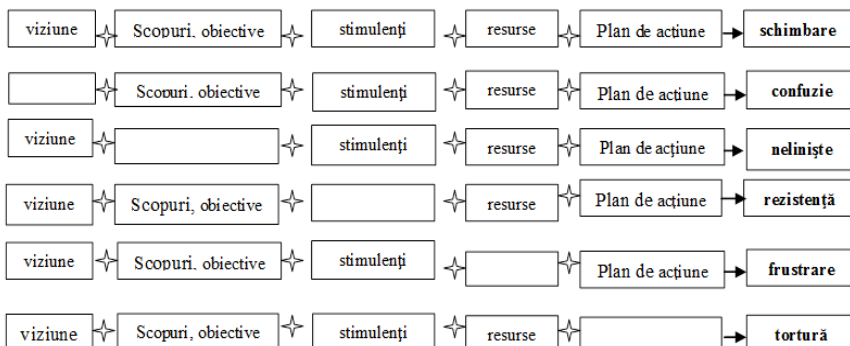 viziune Scopuri, obiective stimulenți resurse Plan de acțiune schimbare
Scopuri, obiective stimulenți resurse Plan de acțiune confuzie
viziune stimulenți resurse Plan de acțiune neliniște
viziune Scopuri, obiective resurse Plan de acțiune rezistență
viziune Scopuri, obiective stimulenți Plan de acțiune frustrare
viziune Scopuri, obiective stimulenți resurse tortură